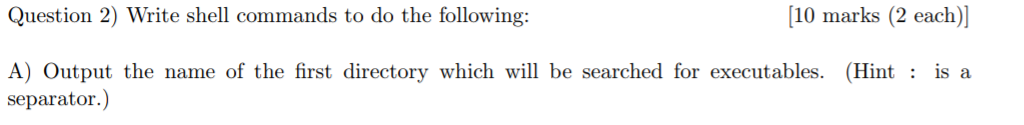 Question 2) Write shell commands to do the following: [10 marks (2 each)]
A) Output the name of the first directory which will be searched for executables. (Hint : is a
separator.)